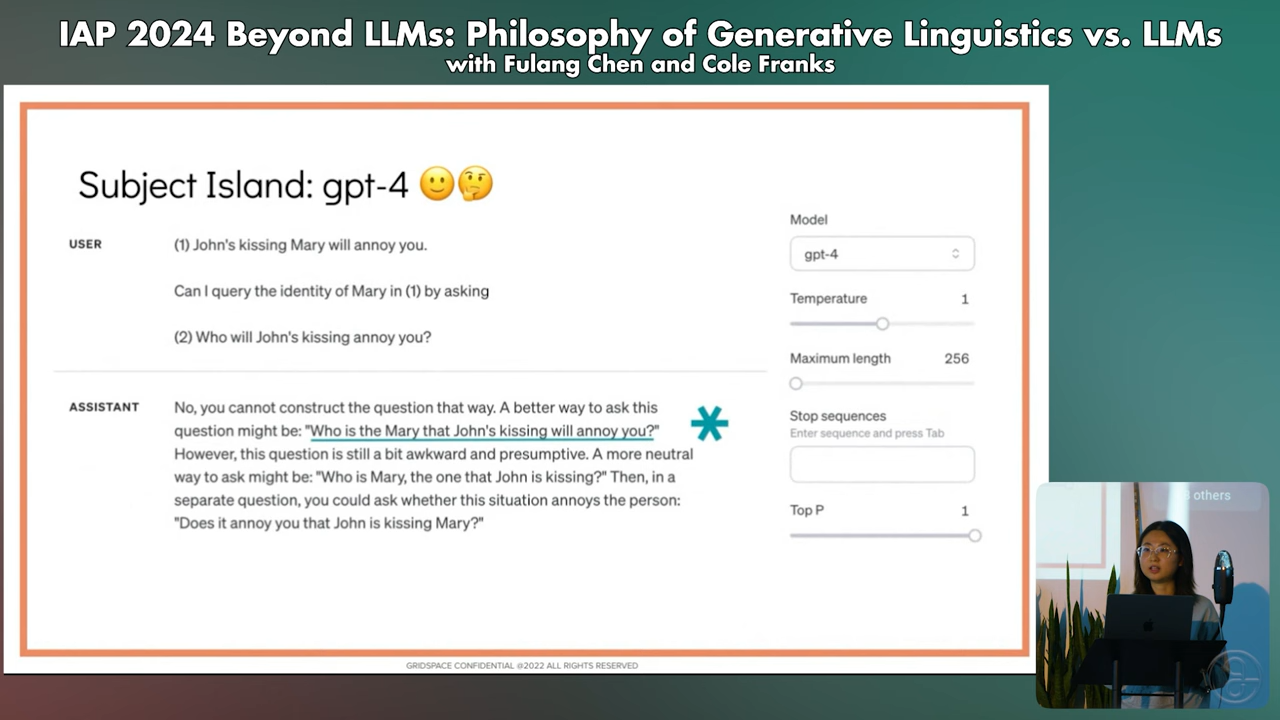 IAP 2024 Beyond LLMs: Philosophy of Generative Linguistics vs. LLMs
with Fulang Chen and Cole Franks
Subject Island: gpt-4 🙂🤔
USER
(1) John's kissing Mary will annoy you.
Can I query the identity of Mary in (1) by asking
(2) Who will John's kissing annoy you?
ASSISTANT
No, you cannot construct the question that way. A better way to ask this
question might be: "Who is the Mary that John's kissing will annoy you?"
However, this question is still a bit awkward and presumptive. A more neutral
way to ask might be: "Who is Mary, the one that John is kissing?" Then, in a
separate question, you could ask whether this situation annoys the person:
"Does it annoy you that John is kissing Mary?"
*
Model
gpt-4
Temperature 1
Maximum length 256
Stop sequences
Enter sequence and press Tab
Top P 1
GRIDSPACE CONFIDENTIAL @2022 ALL RIGHTS RESERVED
others